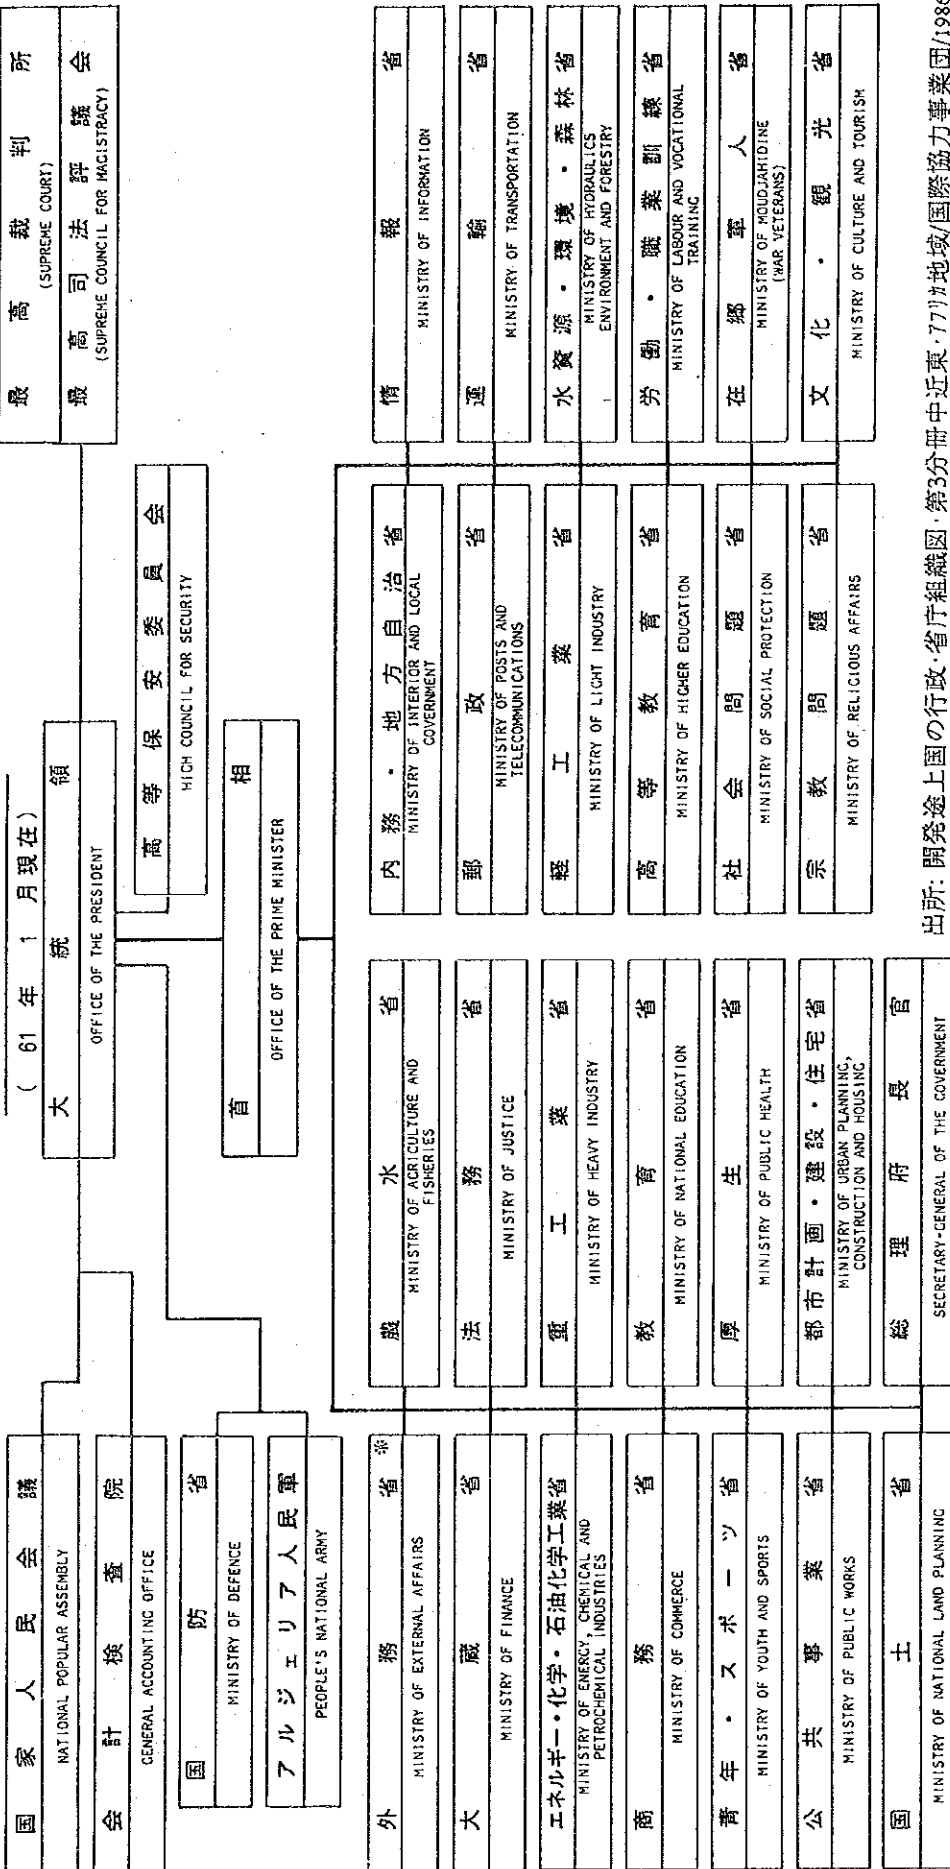 ( 61 年 1 月現在 )
国家人民会議
NATIONAL POPULAR ASSEMBLY
会計検査院
GENERAL ACCOUNTING OFFICE
国防省
MINISTRY OF DEFENCE
アルジェリア人民軍
PEOPLE'S NATIONAL ARMY
大統領
OFFICE OF THE PRESIDENT
高等保安委員会
HIGH COUNCIL FOR SECURITY
首相
OFFICE OF THE PRIME MINISTER
最高裁判所
(SUPREME COURT)
最高司法評議会
(SUPREME COUNCIL FOR MAGISTRACY)
外務省※
MINISTRY OF EXTERNAL AFFAIRS
大蔵省
MINISTRY OF FINANCE
エネルギー・化学・石油化学工業省
MINISTRY OF ENERGY, CHEMICAL AND
PETROCHEMICAL INDUSTRIES
商務省
MINISTRY OF COMMERCE
青年・スポーツ省
MINISTRY OF YOUTH AND SPORTS
公共事業省
MINISTRY OF PUBLIC WORKS
国土省
MINISTRY OF NATIONAL LAND PLANNING
農水省
MINISTRY OF AGRICULTURE AND
FISHERIES
法務省
MINISTRY OF JUSTICE
重工業省
MINISTRY OF HEAVY INDUSTRY
教育省
MINISTRY OF NATIONAL EDUCATION
厚生省
MINISTRY OF PUBLIC HEALTH
都市計画・建設・住宅省
MINISTRY OF URBAN PLANNING,
CONSTRUCTION AND HOUSING
総理府長官
SECRETARY-GENERAL OF THE GOVERNMENT
内務・地方自治省
MINISTRY OF INTERIOR AND LOCAL
GOVERNMENT
郵政省
MINISTRY OF POSTS AND
TELECOMMUNICATIONS
軽工業省
MINISTRY OF LIGHT INDUSTRY
高等教育省
MINISTRY OF HIGHER EDUCATION
社会問題省
MINISTRY OF SOCIAL PROTECTION
宗教問題省
MINISTRY OF RELIGIOUS AFFAIRS
情報省
MINISTRY OF INFORMATION
運輸省
MINISTRY OF TRANSPORTATION
水資源・環境・森林省
MINISTRY OF HYDRAULICS
ENVIRONMENT AND FORESTRY
労働・職業訓練省
MINISTRY OF LABOUR AND VOCATIONAL
TRAINING
在郷軍人省
MINISTRY OF MOUDJAHIDINE
(WAR VETERANS)
文化・観光省
MINISTRY OF CULTURE AND TOURISM
出所: 開発途上国の行政・省庁組織図・第3分冊中近東・アフリカ地域/国際協力事業団/1986